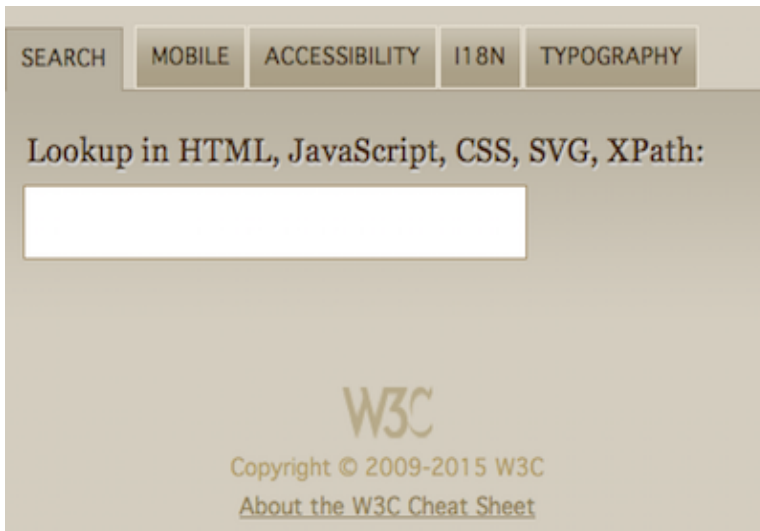 SEARCH MOBILE ACCESSIBILITY I18N TYPOGRAPHY
Lookup in HTML, JavaScript, CSS, SVG, XPath:
W3C
Copyright © 2009-2015 W3C
About the W3C Cheat Sheet